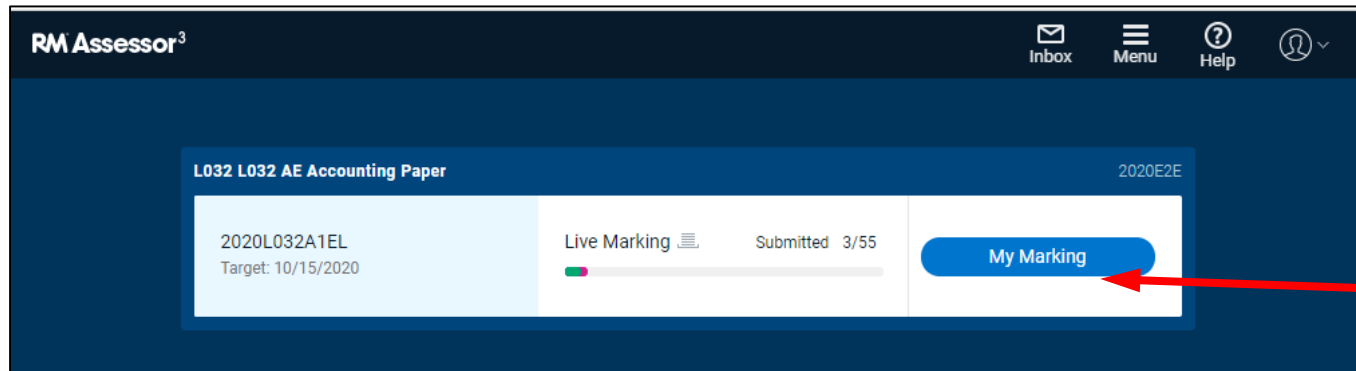 RM Assessor³
Inbox
Menu
Help
L032 L032 AE Accounting Paper
2020E2E
2020L032A1EL
Target: 10/15/2020
Live Marking
Submitted 3/55
My Marking